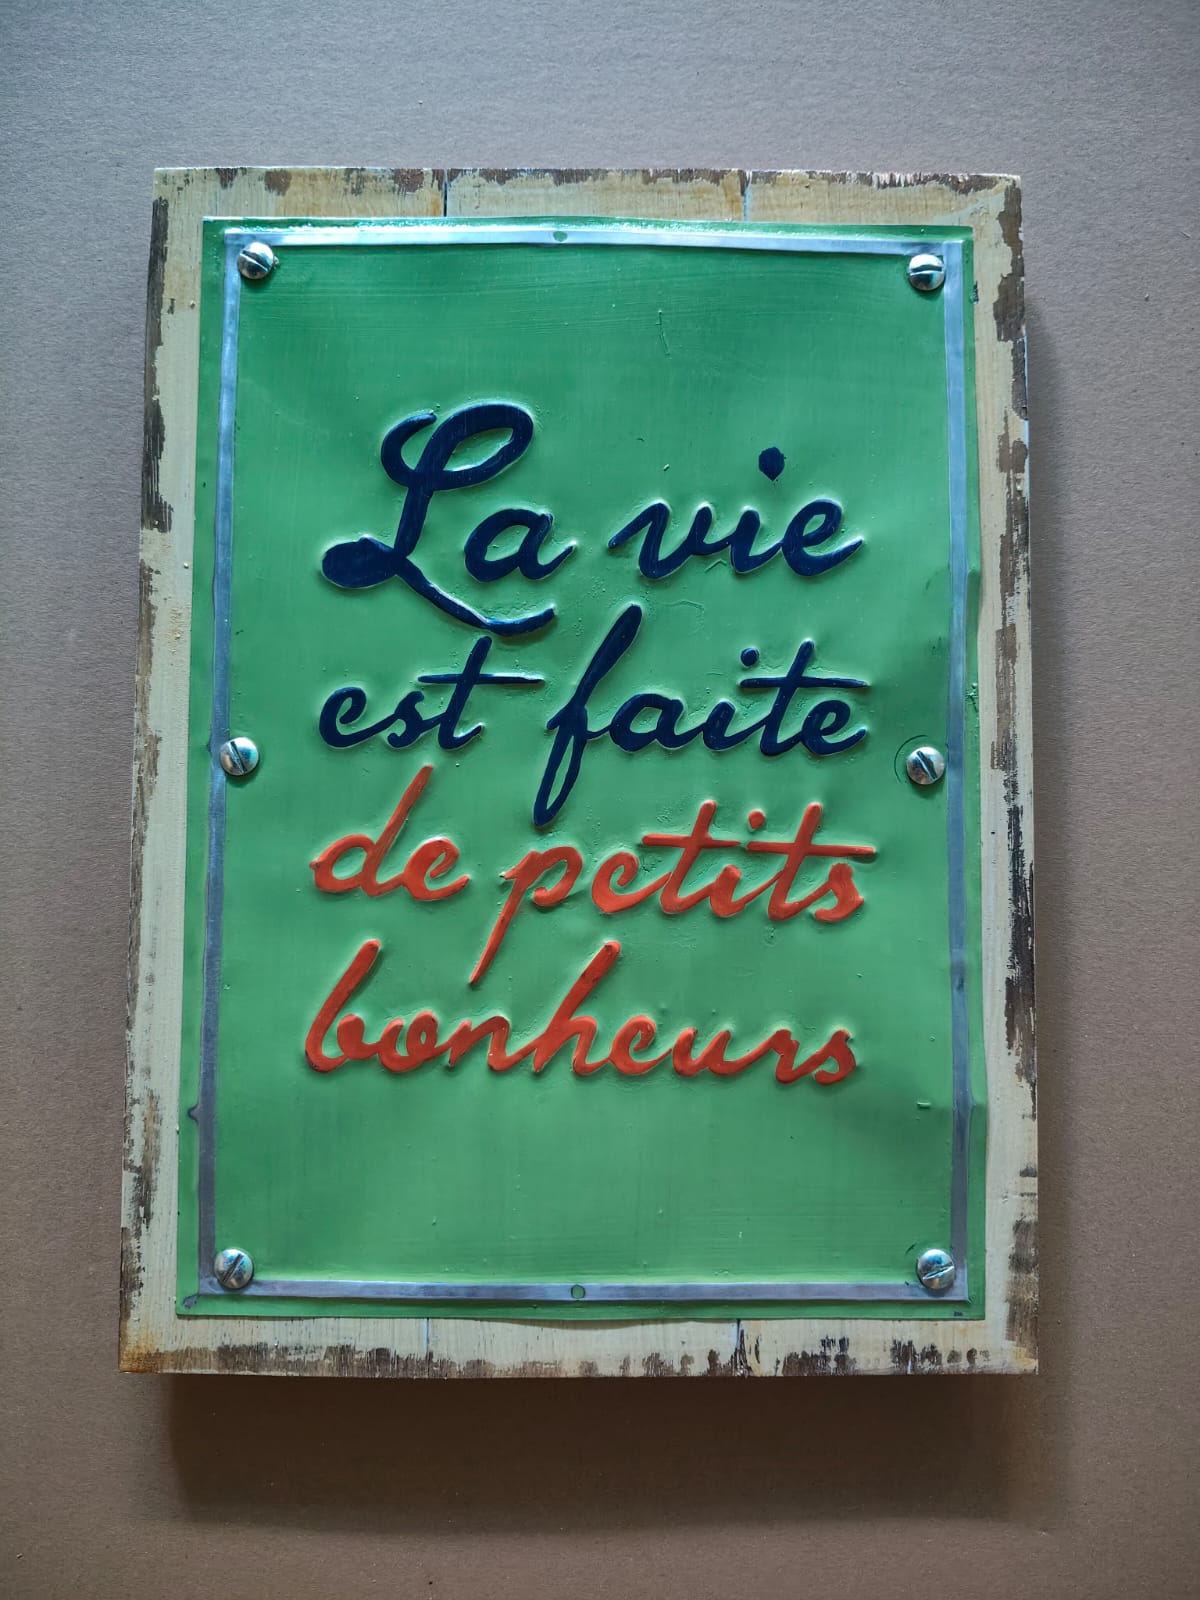 La vie
est faite
de petits
bonheurs